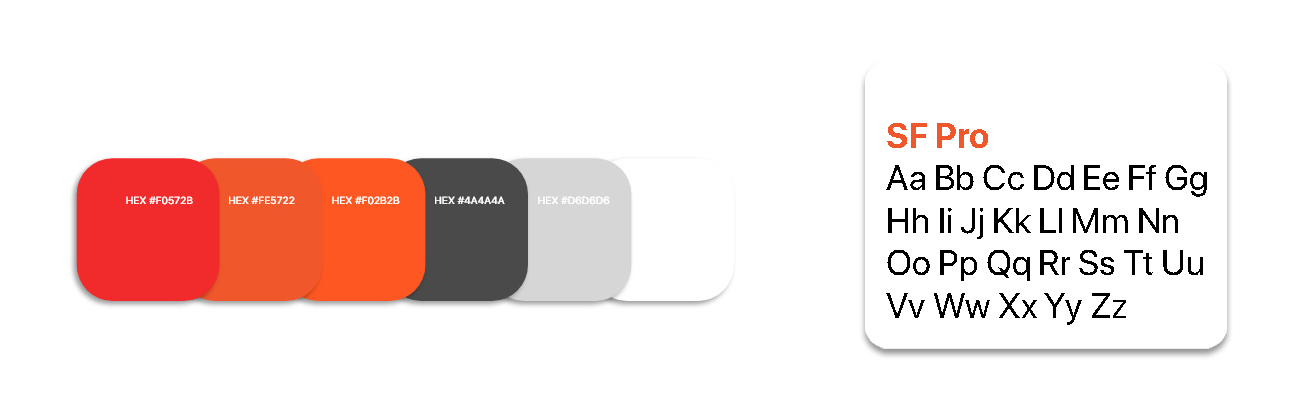 HEX #F0572B
HEX #FE5722
HEX #F02B2B
HEX #4A4A4A
HEX #D6D6D6
SF Pro
Aa Bb Cc Dd Ee Ff Gg
Hh Ii Jj Kk Ll Mm Nn
Oo Pp Qq Rr Ss Tt Uu
Vv Ww Xx Yy Zz